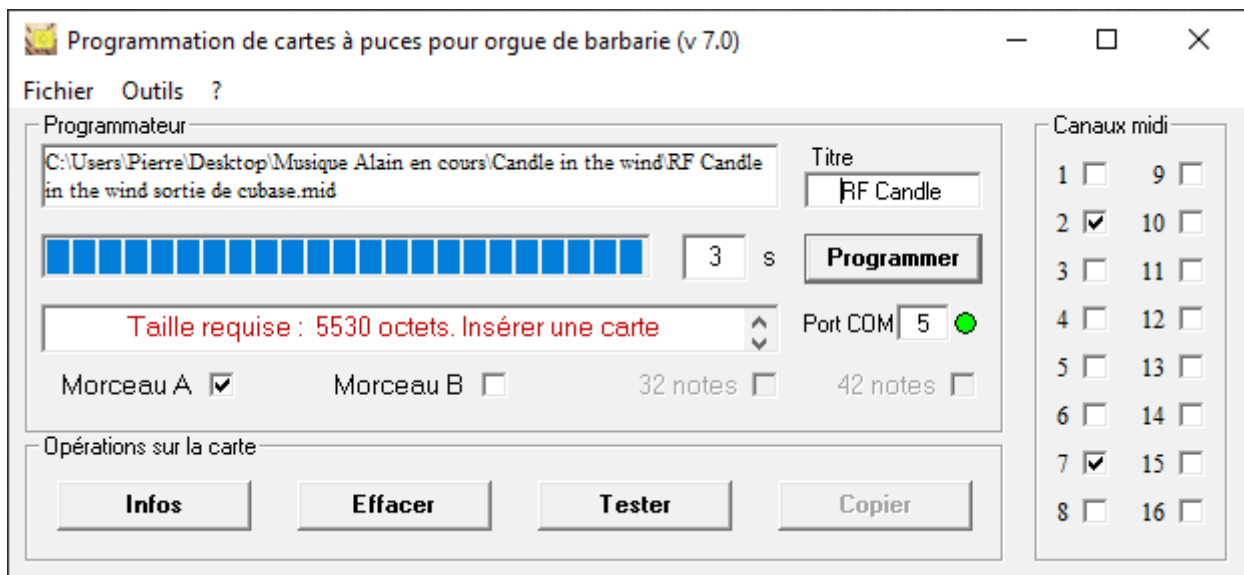 Programmation de cartes à puces pour orgue de barbarie (v 7.0)
Fichier Outils ?
Programmateur
C:\Users\Pierre\Desktop\Musique Alain en cours\Candle in the wind\RF Candle
in the wind sortie de cubase.mid
Titre
RF Candle
3 s
Programmer
Taille requise : 5530 octets. Insérer une carte
Port COM 5
Morceau A Morceau B 32 notes 42 notes
Opérations sur la carte
Infos Effacer Tester Copier
Canaux midi
1 9
2 10
3 11
4 12
5 13
6 14
7 15
8 16